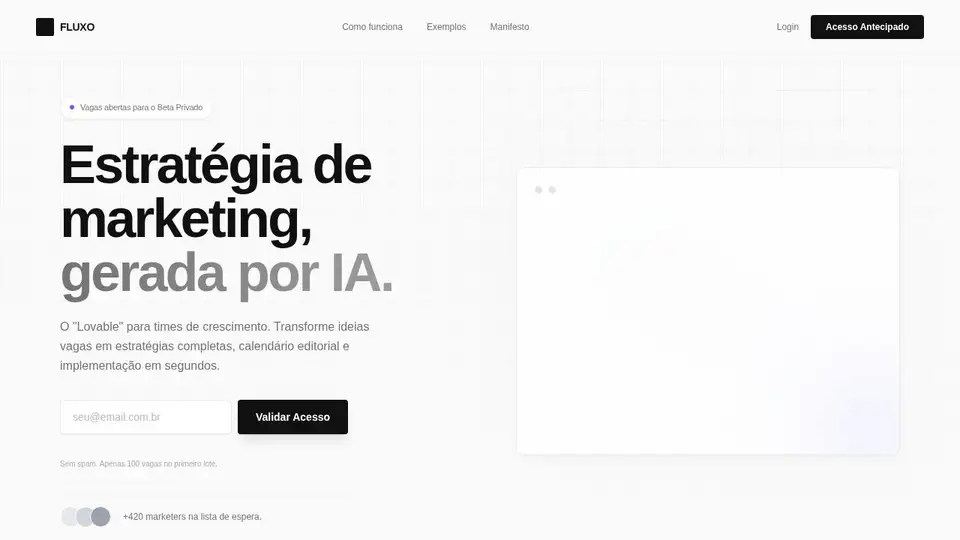 FLUXO
Como funciona
Exemplos
Manifesto
Login
Acesso Antecipado
Vagas abertas para o Beta Privado
Estratégia de
marketing,
gerada por IA.
O "Lovable" para times de crescimento. Transforme ideias
vagas em estratégias completas, calendário editorial e
implementação em segundos.
seu@email.com.br
Validar Acesso
Sem spam. Apenas 100 vagas no primeiro lote.
+420 marketers na lista de espera.